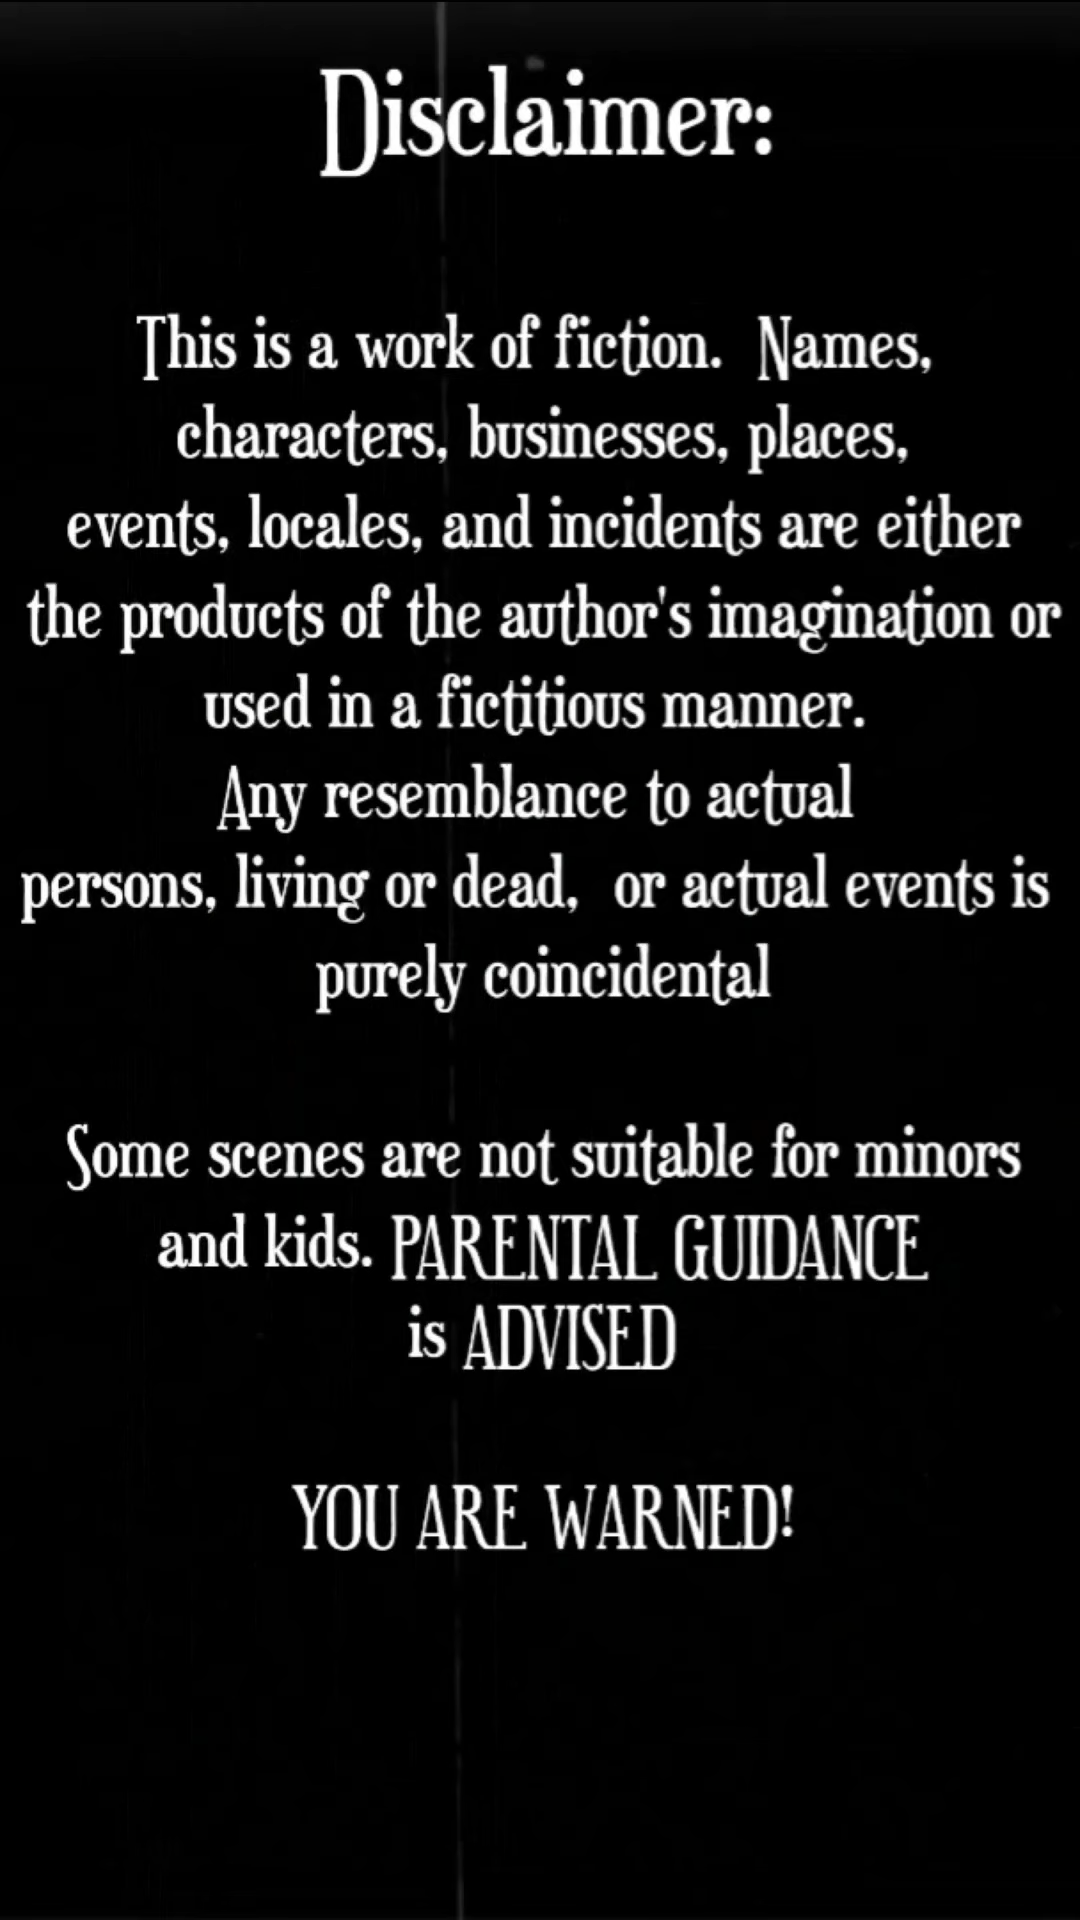 Disclaimer:
This is a work of fiction.  Names,
characters, businesses, places,
events, locales, and incidents are either
the products of the author's imagination or
used in a fictitious manner.
Any resemblance to actual
persons, living or dead,  or actual events is
purely coincidental
Some scenes are not suitable for minors
and kids. PARENTAL GUIDANCE
is ADVISED
YOU ARE WARNED!